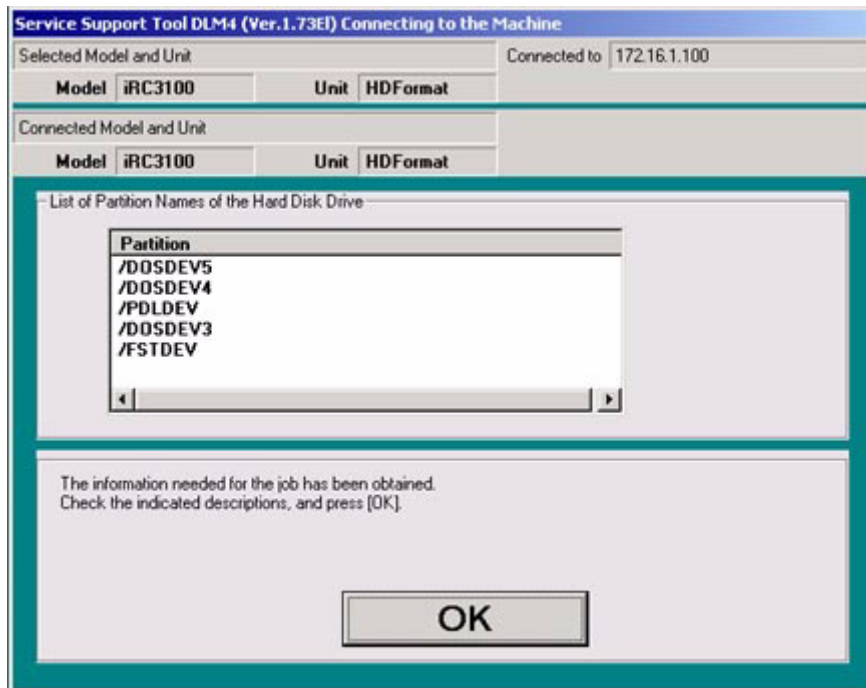 Service Support Tool DLM4 (Ver.1.73EI) Connecting to the Machine
Selected Model and Unit Connected to 172.16.1.100
Model iRC3100 Unit HDFormat
Connected Model and Unit
Model iRC3100 Unit HDFormat
List of Partition Names of the Hard Disk Drive
Partition
/DOSDEV5
/DOSDEV4
/PDLDEV
/DOSDEV3
/FSTDEV
The information needed for the job has been obtained.
Check the indicated descriptions, and press [OK].
OK